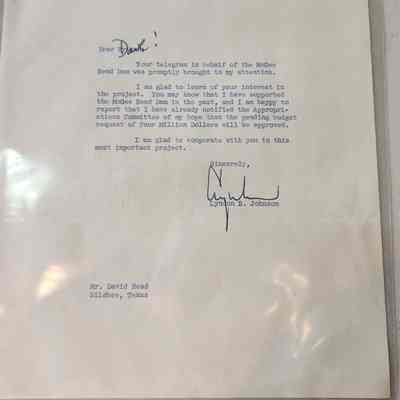 Dear
Your telegram in behalf of the McGee
Bend Dam was promptly brought to my attention.
I am glad to learn of your interest in
the project. You may know that I have supported
the McGee Bend Dam in the past, and I am happy to
report that I have already notified the Appropri-
ations Committee of my hope that the pending budget
request of Four Million Dollars will be approved.
I am glad to cooperate with you in this
most important project.
Sincerely,
Lyndon
Lyndon B. Johnson
Mr. David Read
Silsbee, Texas